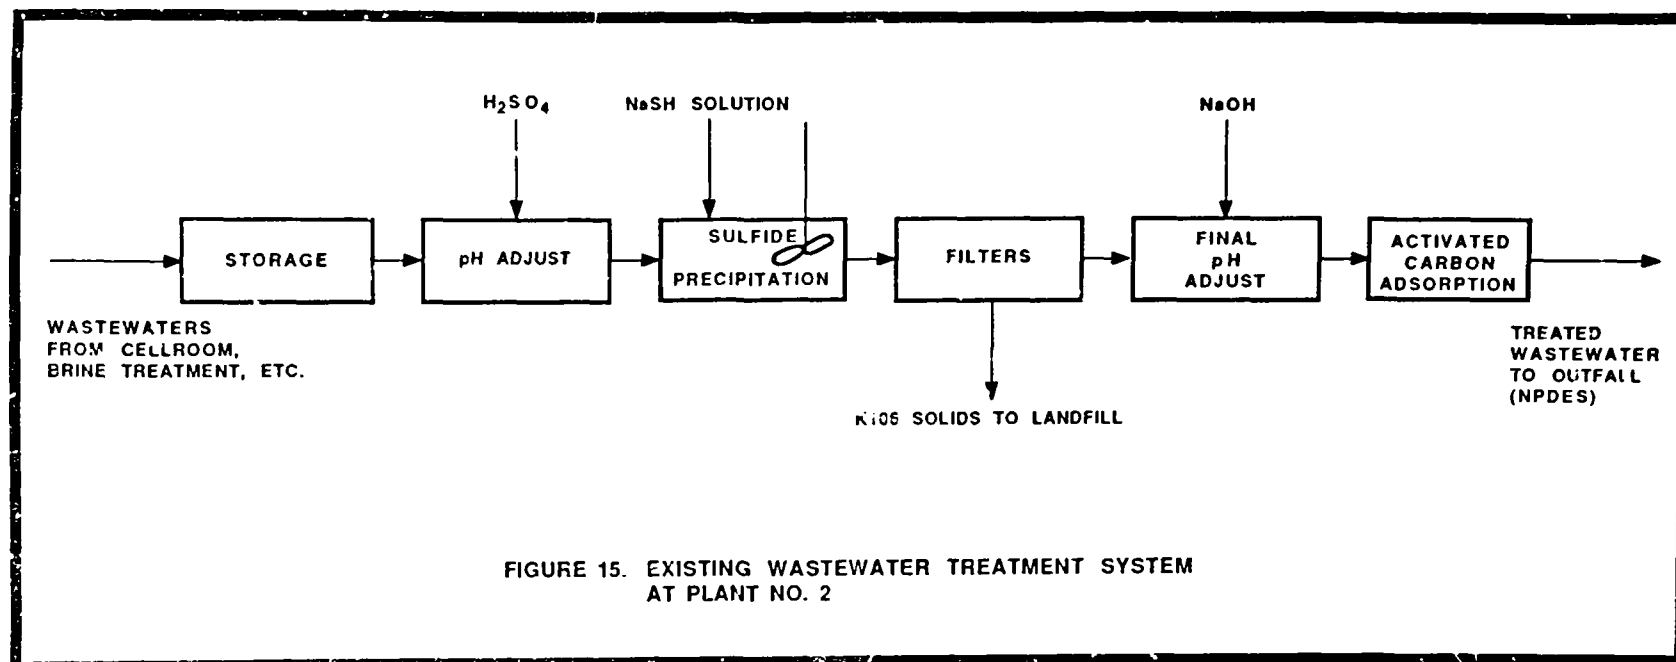 H₂SO₄
NaSH SOLUTION
NaOH
STORAGE
pH ADJUST
SULFIDE
PRECIPITATION
FILTERS
FINAL
pH
ADJUST
ACTIVATED
CARBON
ADSORPTION
WASTEWATERS
FROM CELLROOM,
BRINE TREATMENT, ETC.
TREATED
WASTEWATER
TO OUTFALL
(NPDES)
K106 SOLIDS TO LANDFILL
FIGURE 15. EXISTING WASTEWATER TREATMENT SYSTEM
AT PLANT NO. 2